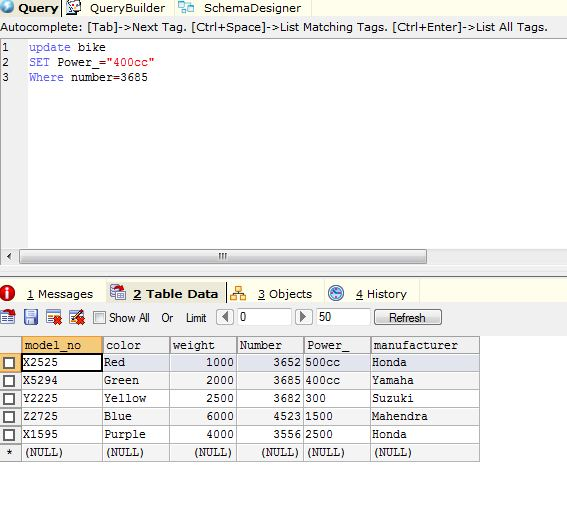 Query QueryBuilder SchemaDesigner
Autocomplete: [Tab]->Next Tag. [Ctrl+Space]->List Matching Tags. [Ctrl+Enter]->List All Tags.
1 update bike
2 SET Power_="400cc"
3 Where number=3685
1 Messages 2 Table Data 3 Objects 4 History
Show All Or Limit 0 50 Refresh
model_no color weight Number Power_ manufacturer
X2525 Red 1000 3652 500cc Honda
X5294 Green 2000 3685 400cc Yamaha
Y2225 Yellow 2500 3682 300 Suzuki
Z2725 Blue 6000 4523 1500 Mahendra
X1595 Purple 4000 3556 2500 Honda
* (NULL) (NULL) (NULL) (NULL) (NULL) (NULL)